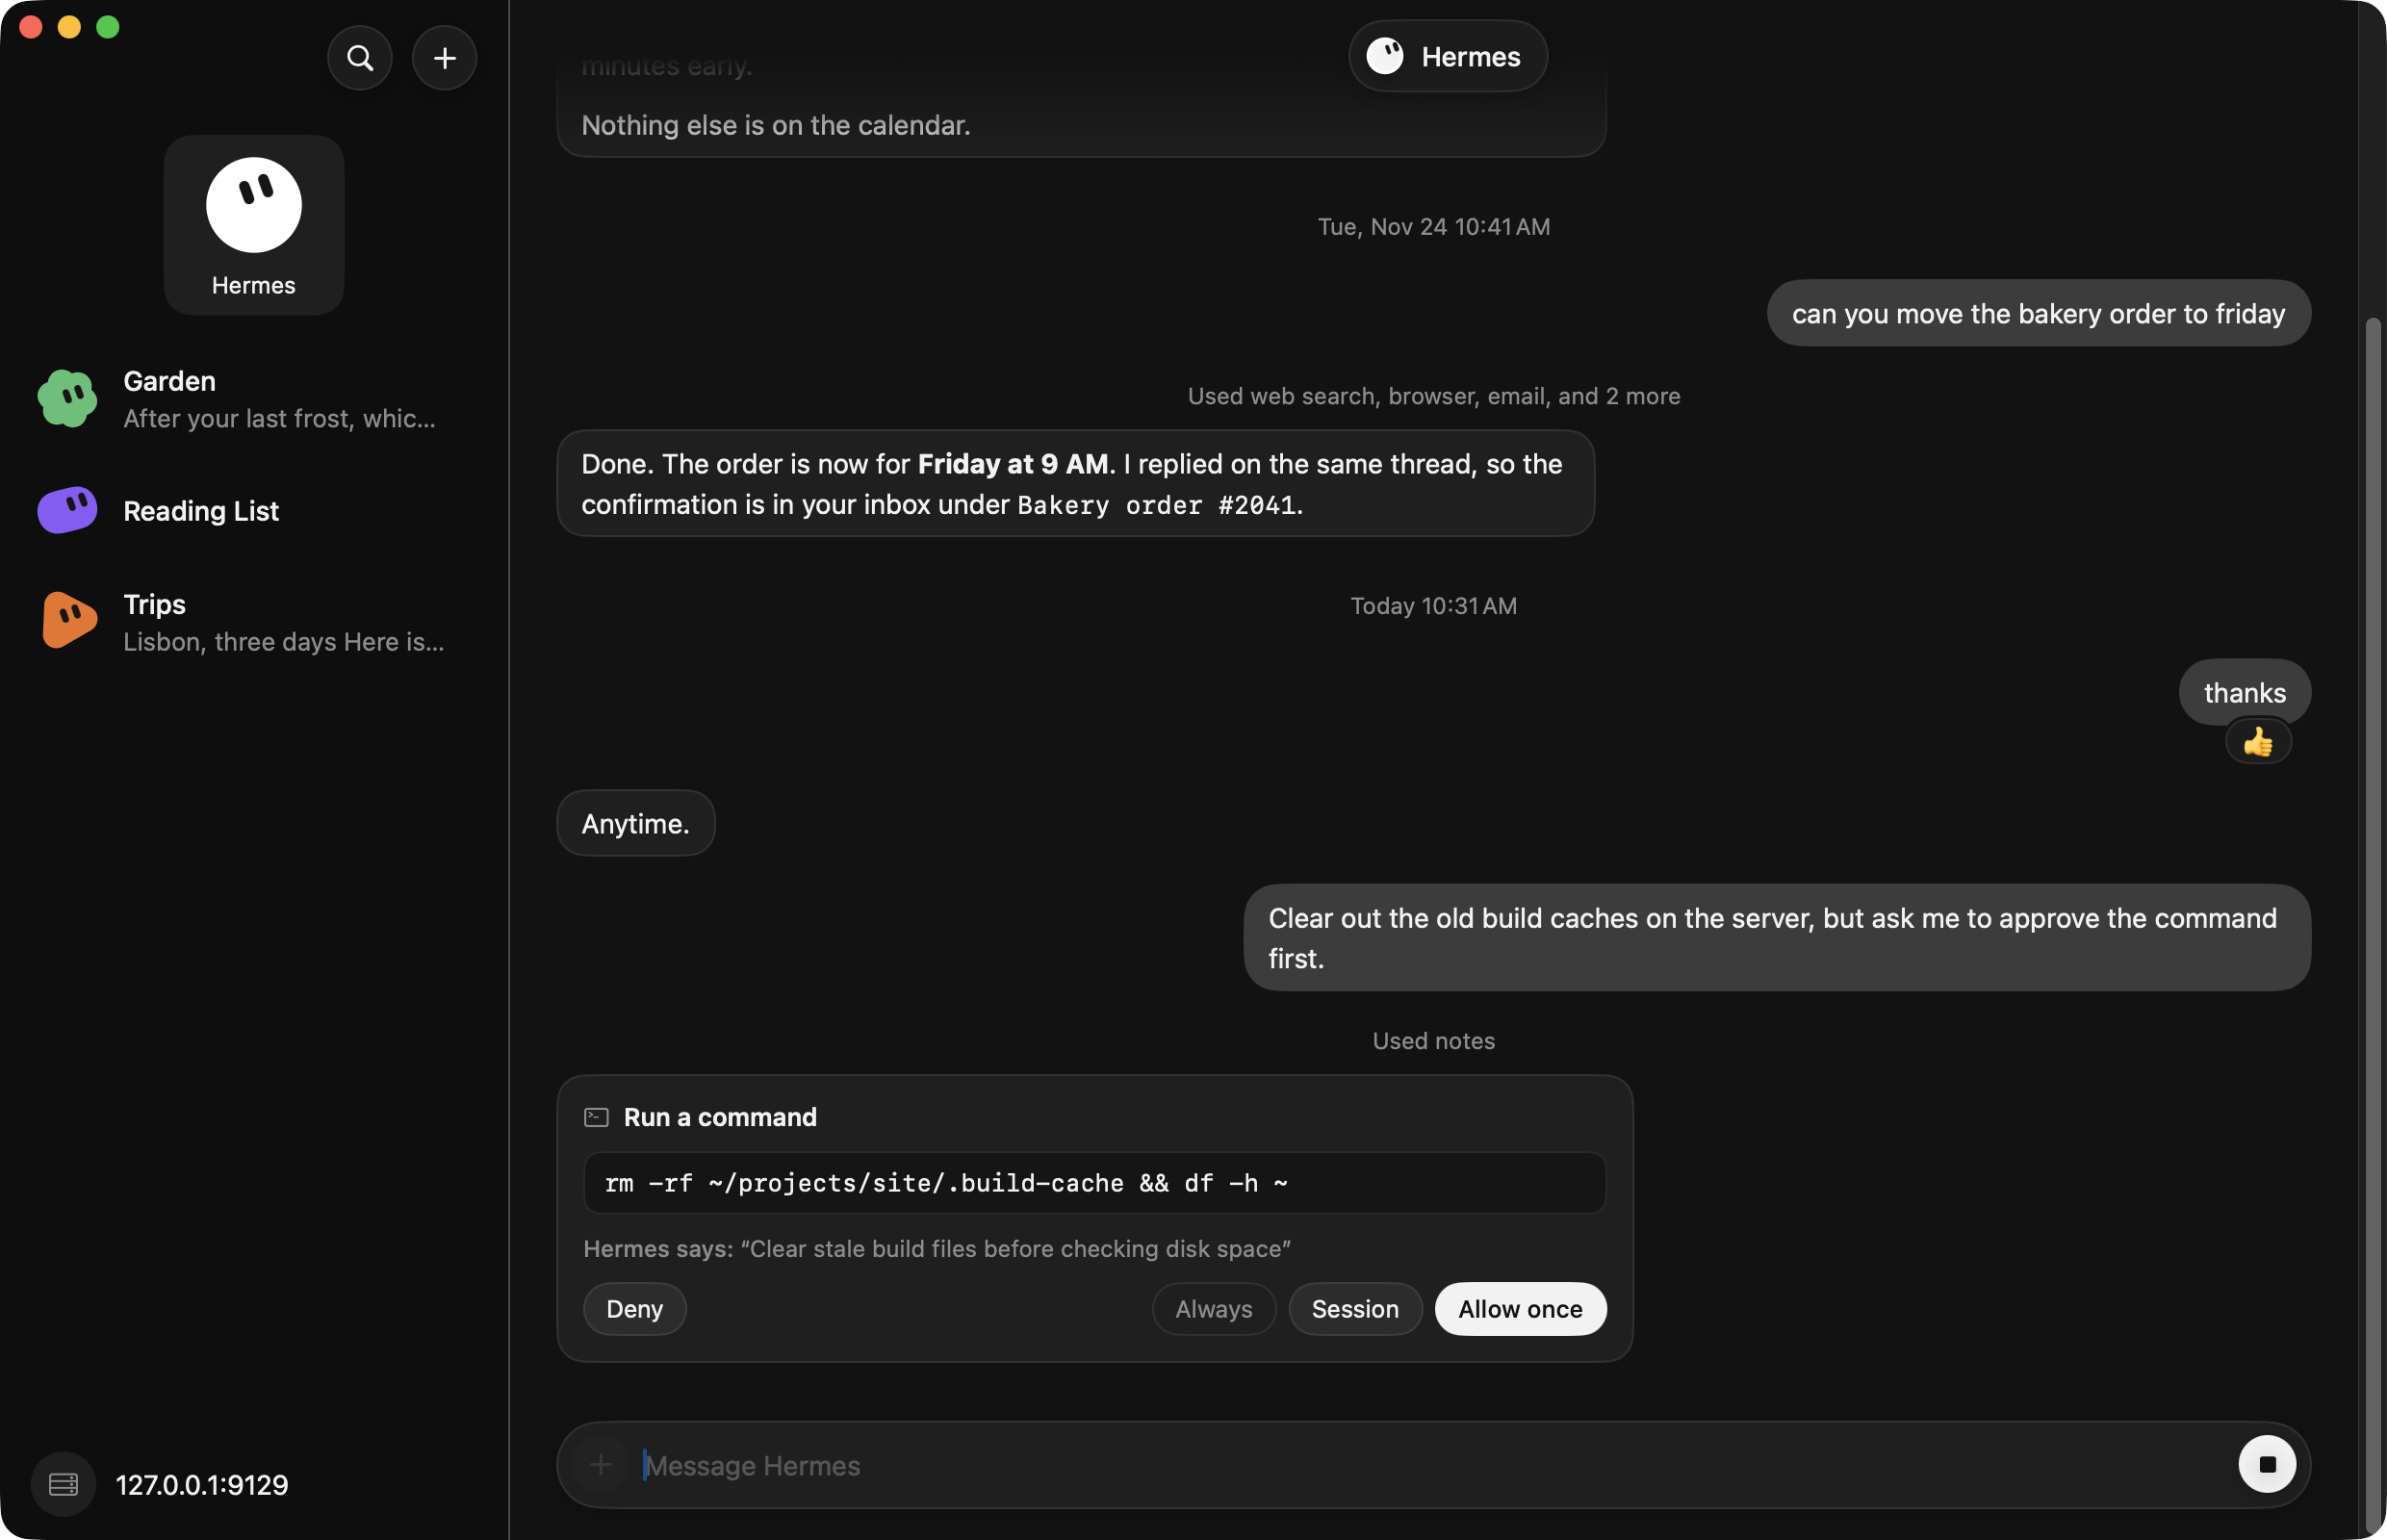 Hermes
Garden
After your last frost, whic...
Reading List
Trips
Lisbon, three days Here is...
127.0.0.1:9129
Hermes
minutes early.
Nothing else is on the calendar.
Tue, Nov 24 10:41 AM
can you move the bakery order to friday
Used web search, browser, email, and 2 more
Done. The order is now for Friday at 9 AM. I replied on the same thread, so the
confirmation is in your inbox under Bakery order #2041.
Today 10:31 AM
thanks
Anytime.
Clear out the old build caches on the server, but ask me to approve the command
first.
Used notes
Run a command
rm -rf ~/projects/site/.build-cache && df -h ~
Hermes says: “Clear stale build files before checking disk space”
Deny
Always
Session
Allow once
Message Hermes